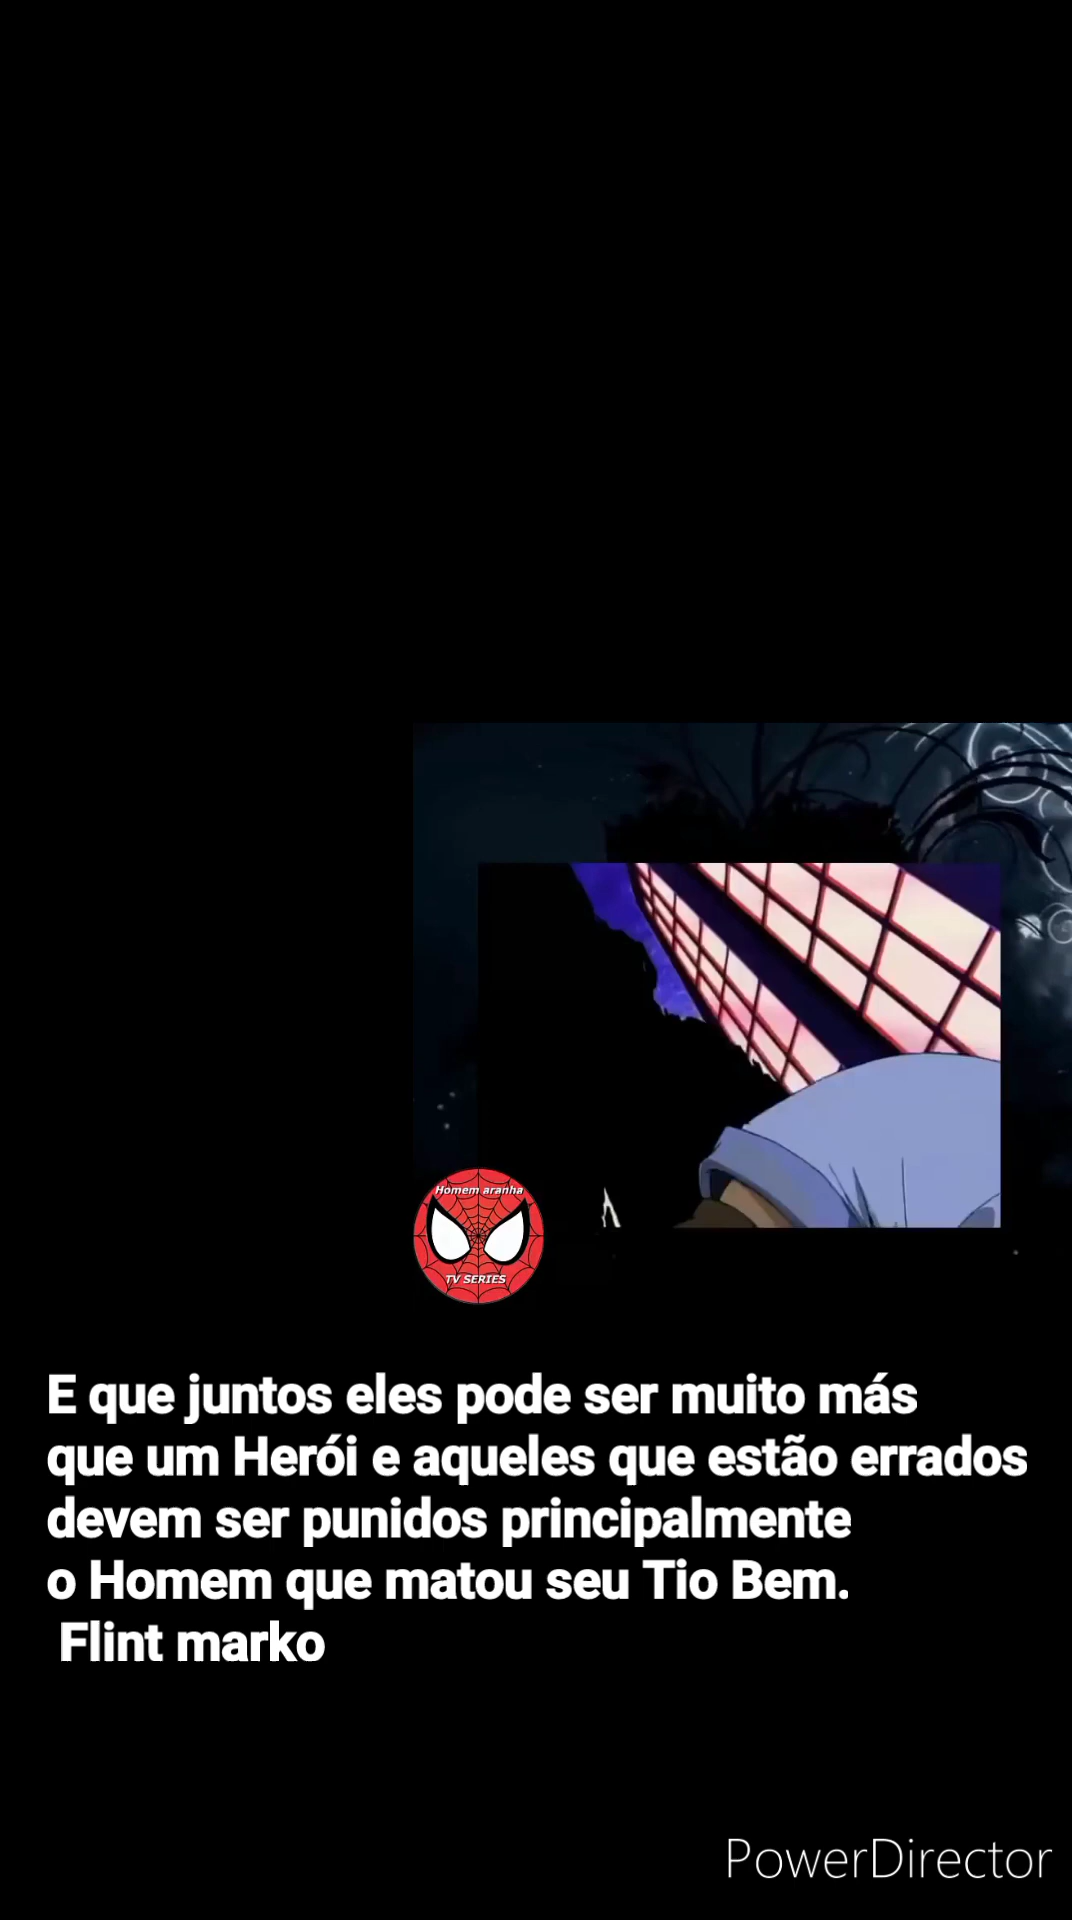 Homem aranha
TV SERIES
E que juntos eles pode ser muito más
que um Herói e aqueles que estão errados
devem ser punidos principalmente
o Homem que matou seu Tio Bem.
Flint marko
PowerDirector